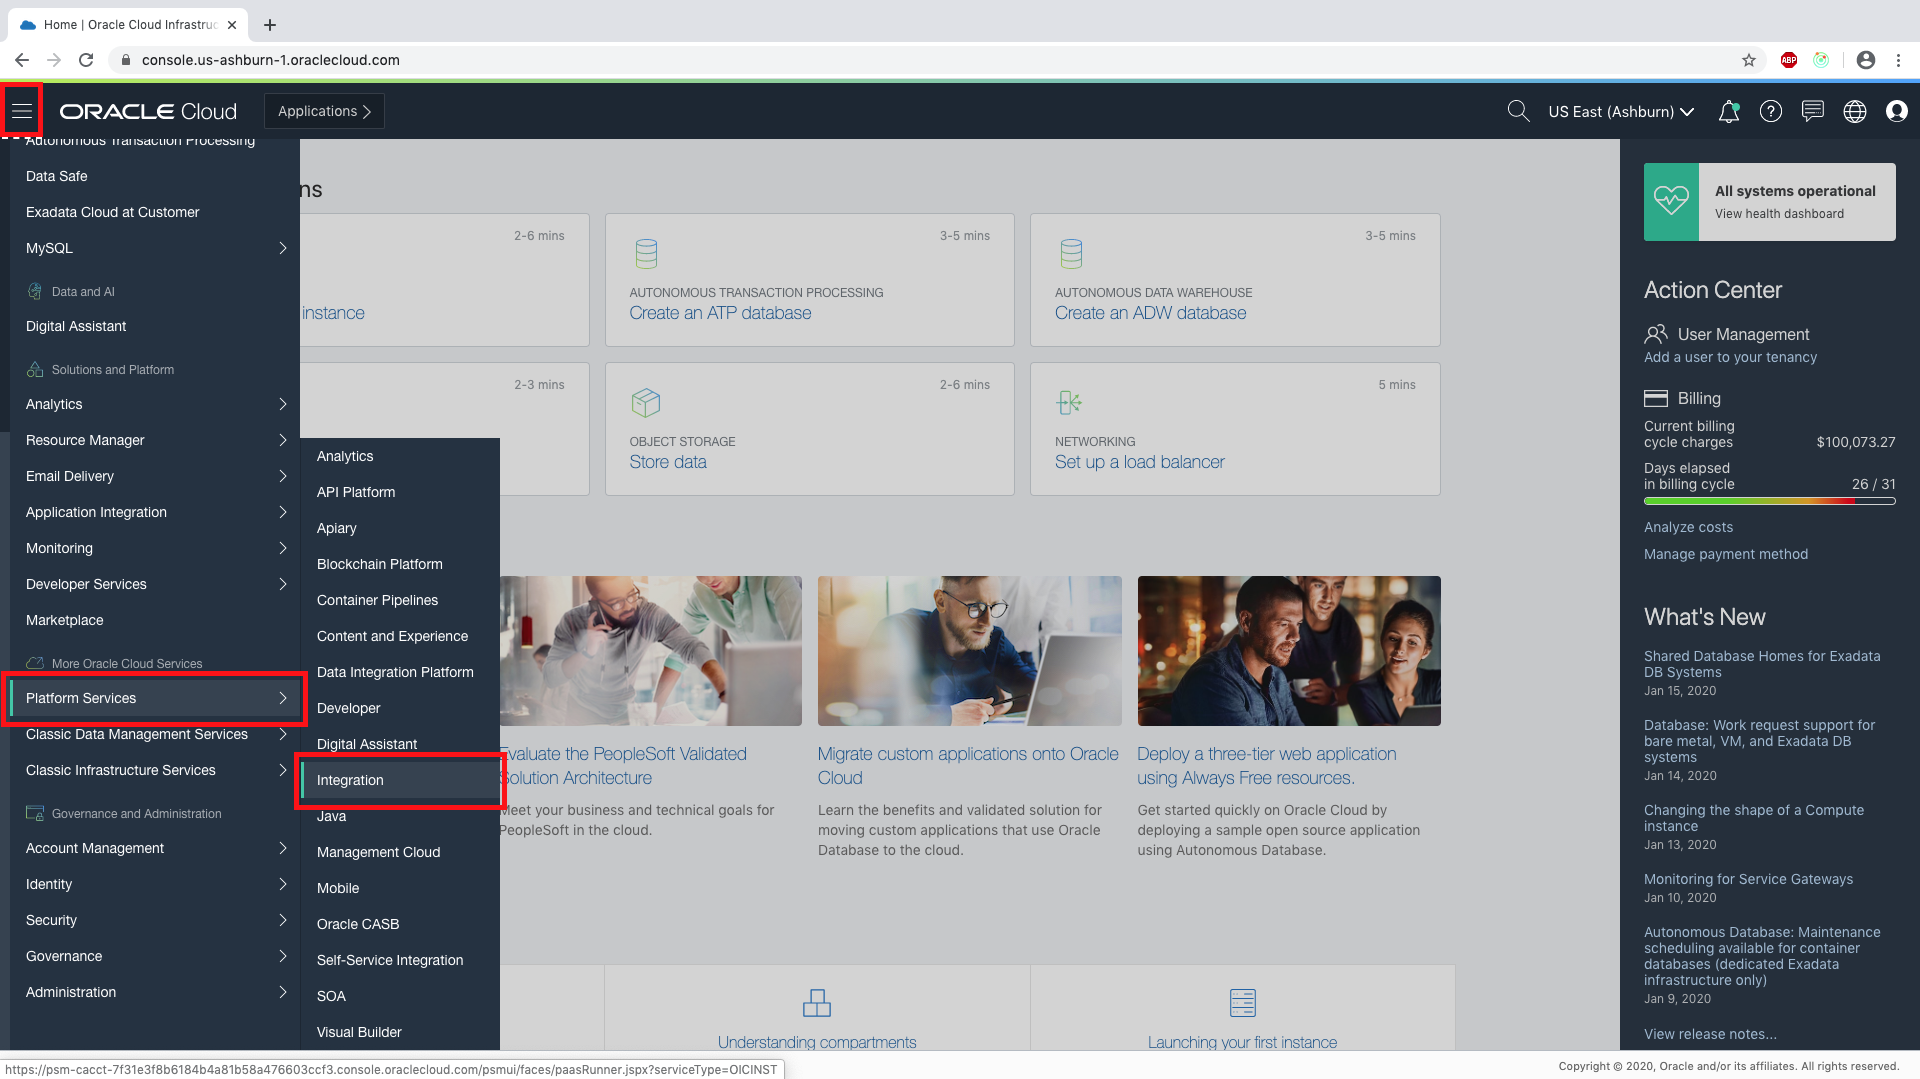 Home | Oracle Cloud Infrastruc
console.us-ashburn-1.oraclecloud.com
ABP
ORACLE Cloud
Applications
US East (Ashburn)
Autonomous Transaction Processing
Data Safe
Exadata Cloud at Customer
MySQL
Data and AI
Digital Assistant
Solutions and Platform
Analytics
Resource Manager
Email Delivery
Application Integration
Monitoring
Developer Services
Marketplace
More Oracle Cloud Services
Platform Services
Classic Data Management Services
Classic Infrastructure Services
Governance and Administration
Account Management
Identity
Security
Governance
Administration
Analytics
API Platform
Apiary
Blockchain Platform
Container Pipelines
Content and Experience
Data Integration Platform
Developer
Digital Assistant
Integration
Java
Management Cloud
Mobile
Oracle CASB
Self-Service Integration
SOA
Visual Builder
ns
2-6 mins
instance
3-5 mins
AUTONOMOUS TRANSACTION PROCESSING
Create an ATP database
3-5 mins
AUTONOMOUS DATA WAREHOUSE
Create an ADW database
2-3 mins
2-6 mins
OBJECT STORAGE
Store data
5 mins
NETWORKING
Set up a load balancer
Evaluate the PeopleSoft Validated
Solution Architecture
Meet your business and technical goals for
PeopleSoft in the cloud.
Migrate custom applications onto Oracle
Cloud
Learn the benefits and validated solution for
moving custom applications that use Oracle
Database to the cloud.
Deploy a three-tier web application
using Always Free resources.
Get started quickly on Oracle Cloud by
deploying a sample open source application
using Autonomous Database.
Understanding compartments
Launching your first instance
All systems operational
View health dashboard
Action Center
User Management
Add a user to your tenancy
Billing
Current billing
cycle charges $100,073.27
Days elapsed
in billing cycle 26 / 31
Analyze costs
Manage payment method
What's New
Shared Database Homes for Exadata
DB Systems
Jan 15, 2020
Database: Work request support for
bare metal, VM, and Exadata DB
systems
Jan 14, 2020
Changing the shape of a Compute
instance
Jan 13, 2020
Monitoring for Service Gateways
Jan 10, 2020
Autonomous Database: Maintenance
scheduling available for container
databases (dedicated Exadata
infrastructure only)
Jan 9, 2020
View release notes...
https://psm-cacct-7f31e3f8b6184b4a81b58a476603ccf3.console.oraclecloud.com/psmui/faces/paasRunner.jspx?serviceType=OICINST
Copyright © 2020, Oracle and/or its affiliates. All rights reserved.